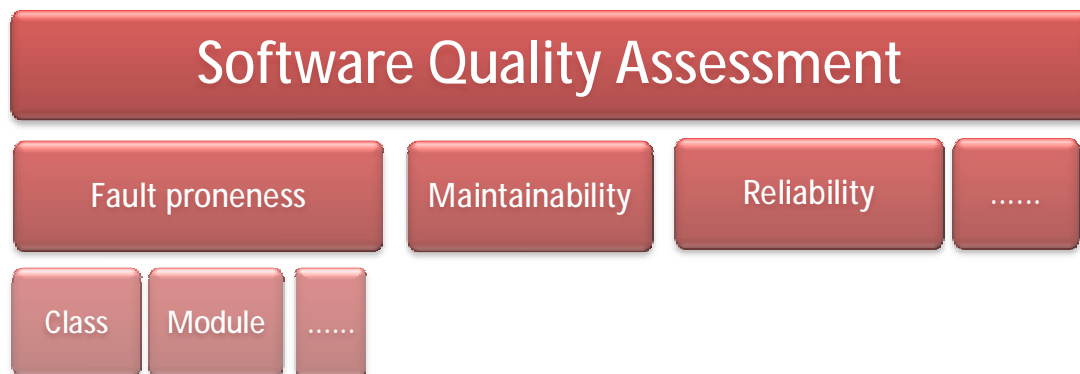 Software Quality Assessment
Fault proneness
Maintainability
Reliability
......
Class
Module
......